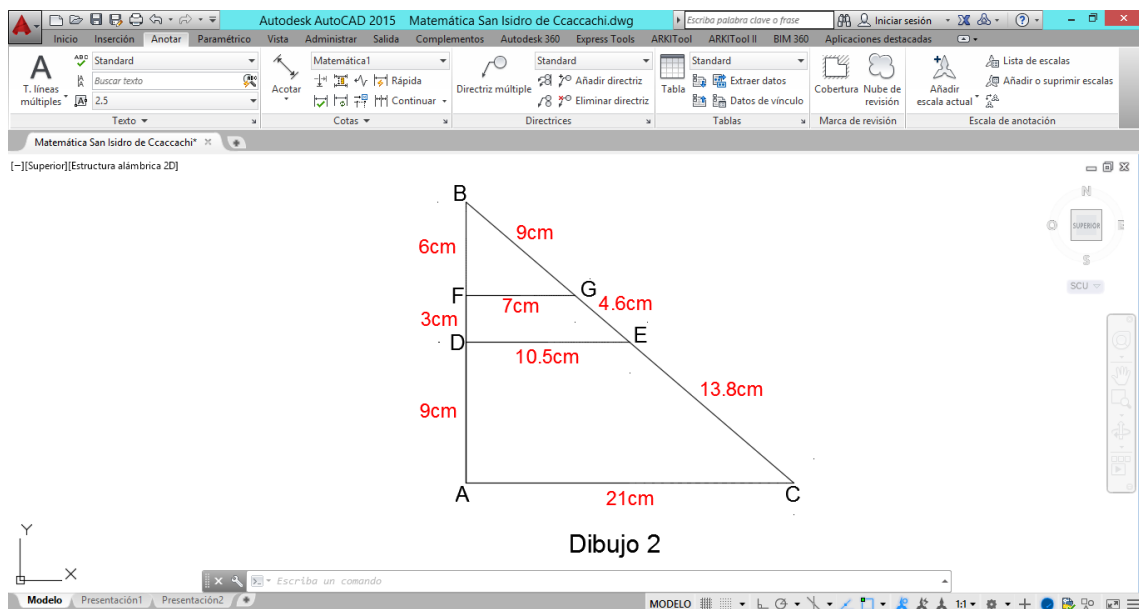 Autodesk AutoCAD 2015 Matemática San Isidro de Ccaccachi.dwg
Escriba palabra clave o frase
Iniciar sesión
Inicio Inserción Anotar Paramétrico Vista Administrar Salida Complementos Autodesk 360 Express Tools ARKITool ARKITool II BIM 360 Aplicaciones destacadas
A
T. líneas múltiples
ABC Standard
Buscar texto
2.5
Texto
Acotar
Matemática1
Rápida
Continuar
Cotas
Directriz múltiple
Standard
Añadir directriz
Eliminar directriz
Directrices
Tabla
Standard
Extraer datos
Datos de vínculo
Tablas
Cobertura
Nube de revisión
Marca de revisión
Añadir escala actual
Lista de escalas
Añadir o suprimir escalas
Escala de anotación
Matemática San Isidro de Ccaccachi*
[−][Superior][Estructura alámbrica 2D]
N
O SUPERIOR E
S
SCU
B
9cm
6cm
F
G
7cm
4.6cm
3cm
D
E
10.5cm
13.8cm
9cm
A
21cm
C
Dibujo 2
Y
X
Escriba un comando
Modelo Presentación1 Presentación2
MODELO
1:1